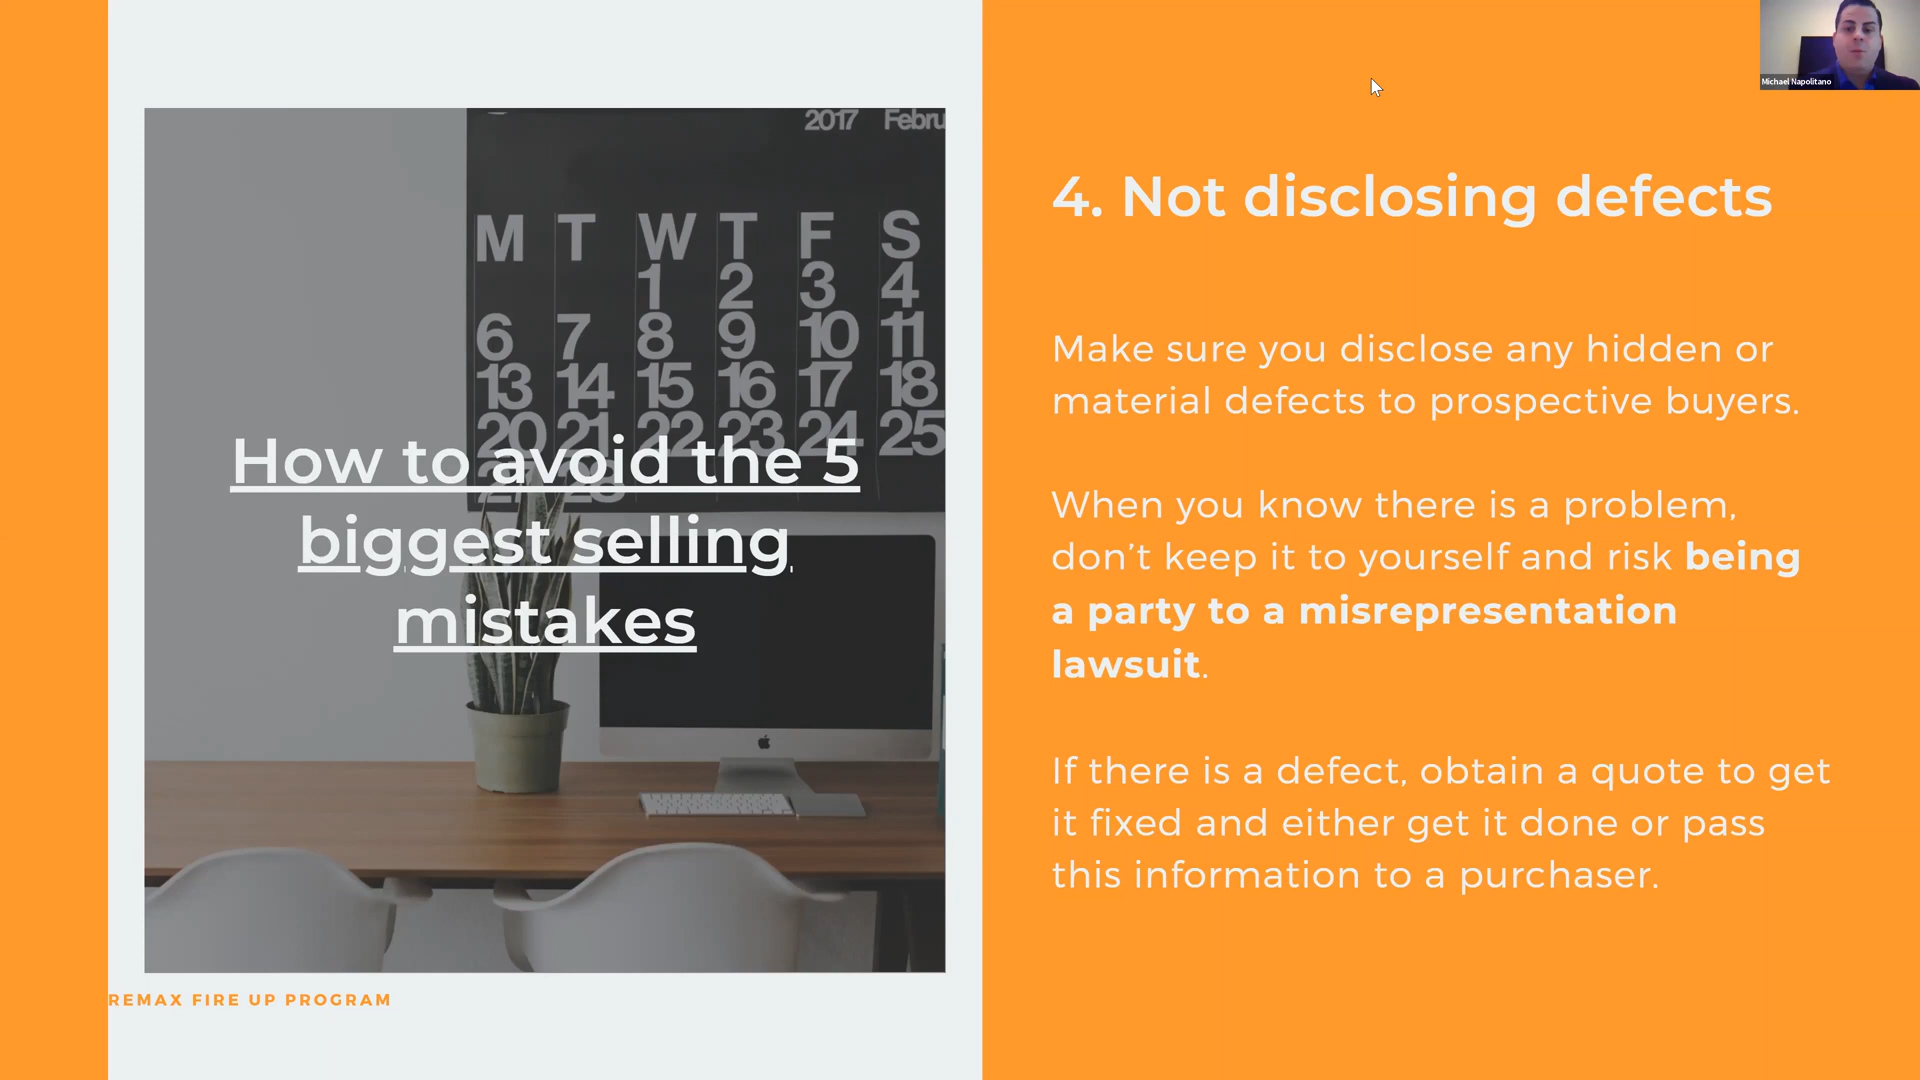 Michael Napolitano
2017 Febru
M T W T F S
1 2 3 4
6 7 8 9 10 11
13 14 15 16 17 18
20 21 22 23 24 25
27 28
How to avoid the 5
biggest selling
mistakes
REMAX FIRE UP PROGRAM
4. Not disclosing defects
Make sure you disclose any hidden or
material defects to prospective buyers.
When you know there is a problem,
don’t keep it to yourself and risk being
a party to a misrepresentation
lawsuit.
If there is a defect, obtain a quote to get
it fixed and either get it done or pass
this information to a purchaser.